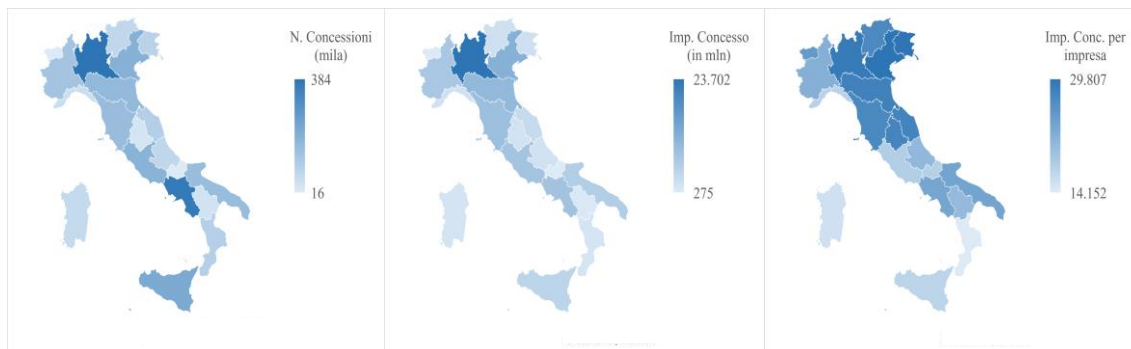 N. Concessioni
(mila)
384
16
Imp. Concesso
(in mln)
23.702
275
Imp. Conc. per
impresa
29.807
14.152